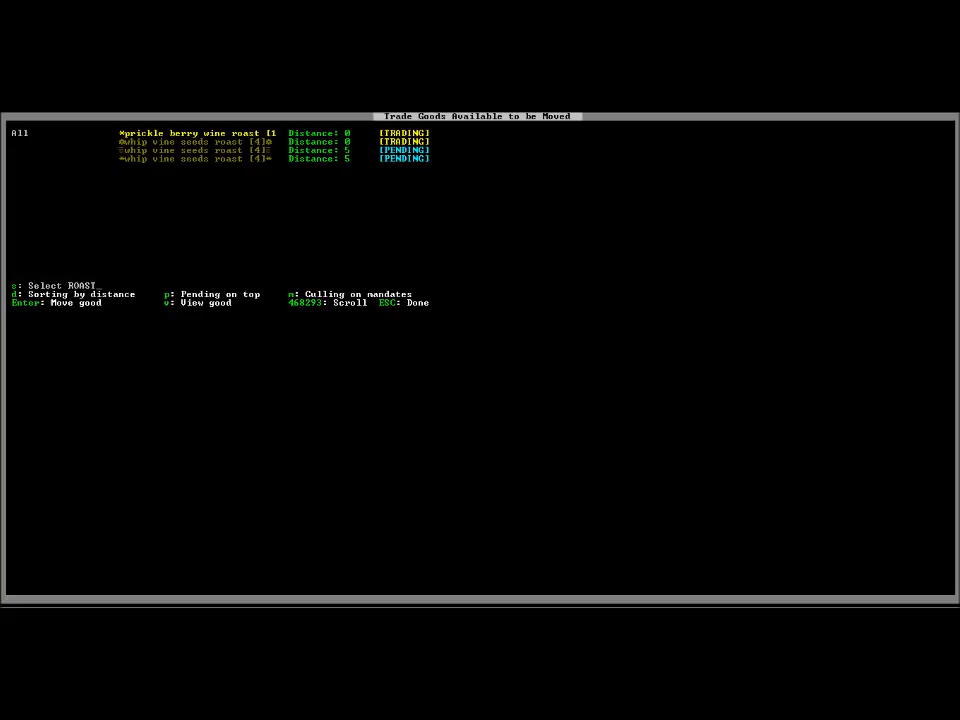 Trade Goods Available to be Moved
All *prickle berry wine roast [1 Distance: 0 [TRADING]
☼whip vine seeds roast [4]☼ Distance: 0 [TRADING]
≡whip vine seeds roast [4]≡ Distance: 5 [PENDING]
*whip vine seeds roast [4]* Distance: 5 [PENDING]
s: Select ROAST_
d: Sorting by distance p: Pending on top m: Culling on mandates
Enter: Move good v: View good 468293: Scroll ESC: Done